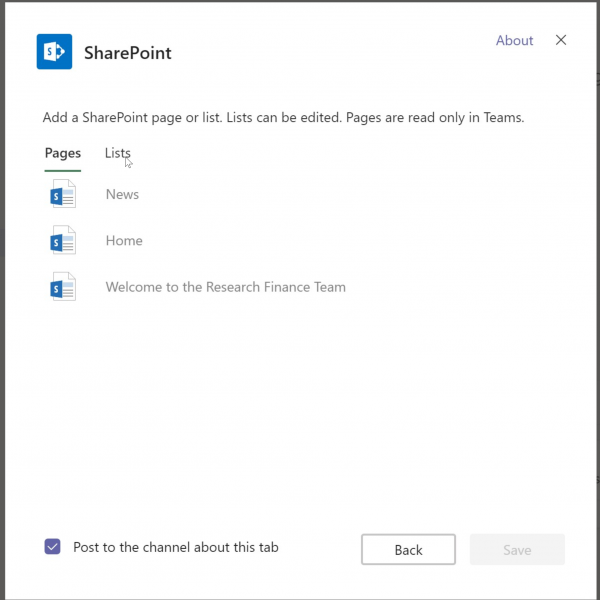 SharePoint
About
Add a SharePoint page or list. Lists can be edited. Pages are read only in Teams.
Pages Lists
News
Home
Welcome to the Research Finance Team
Post to the channel about this tab
Back
Save